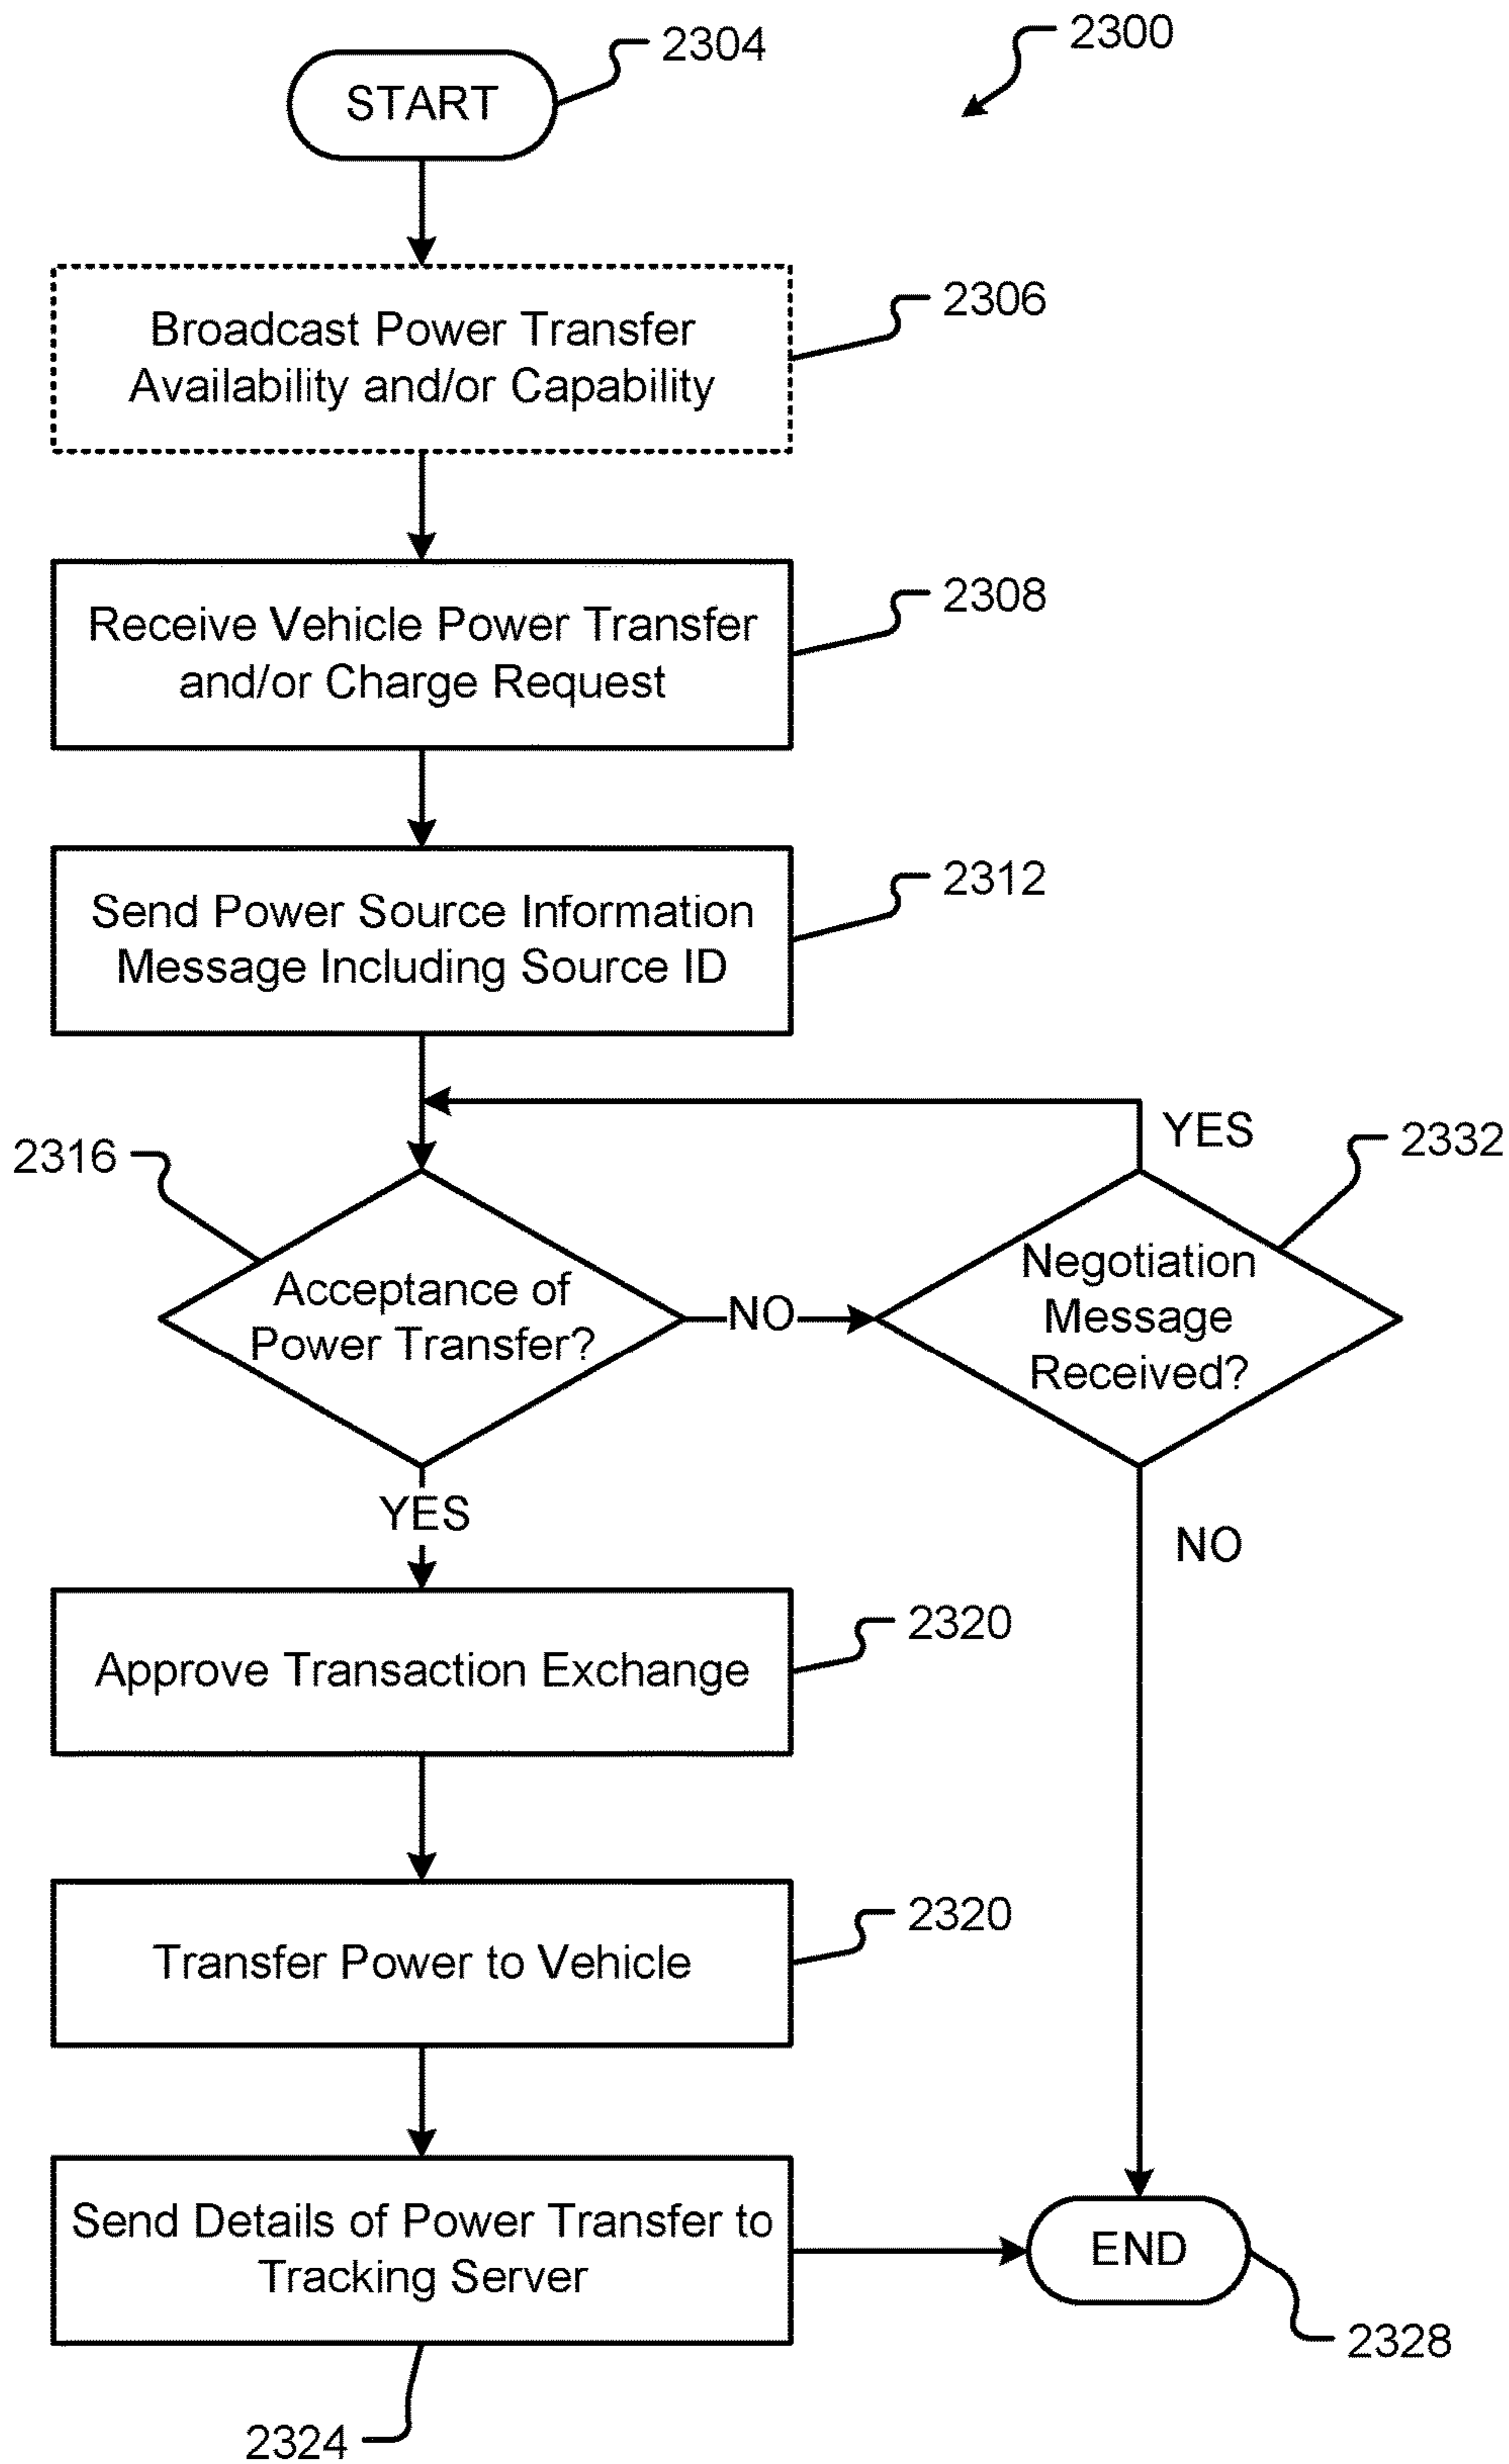 2304
2300
START
2306
Broadcast Power Transfer
Availability and/or Capability
2308
Receive Vehicle Power Transfer
and/or Charge Request
2312
Send Power Source Information
Message Including Source ID
YES
2316
2332
Acceptance of
Power Transfer?
NO
Negotiation
Message
Received?
YES
NO
2320
Approve Transaction Exchange
2320
Transfer Power to Vehicle
Send Details of Power Transfer to
Tracking Server
END
2328
2324